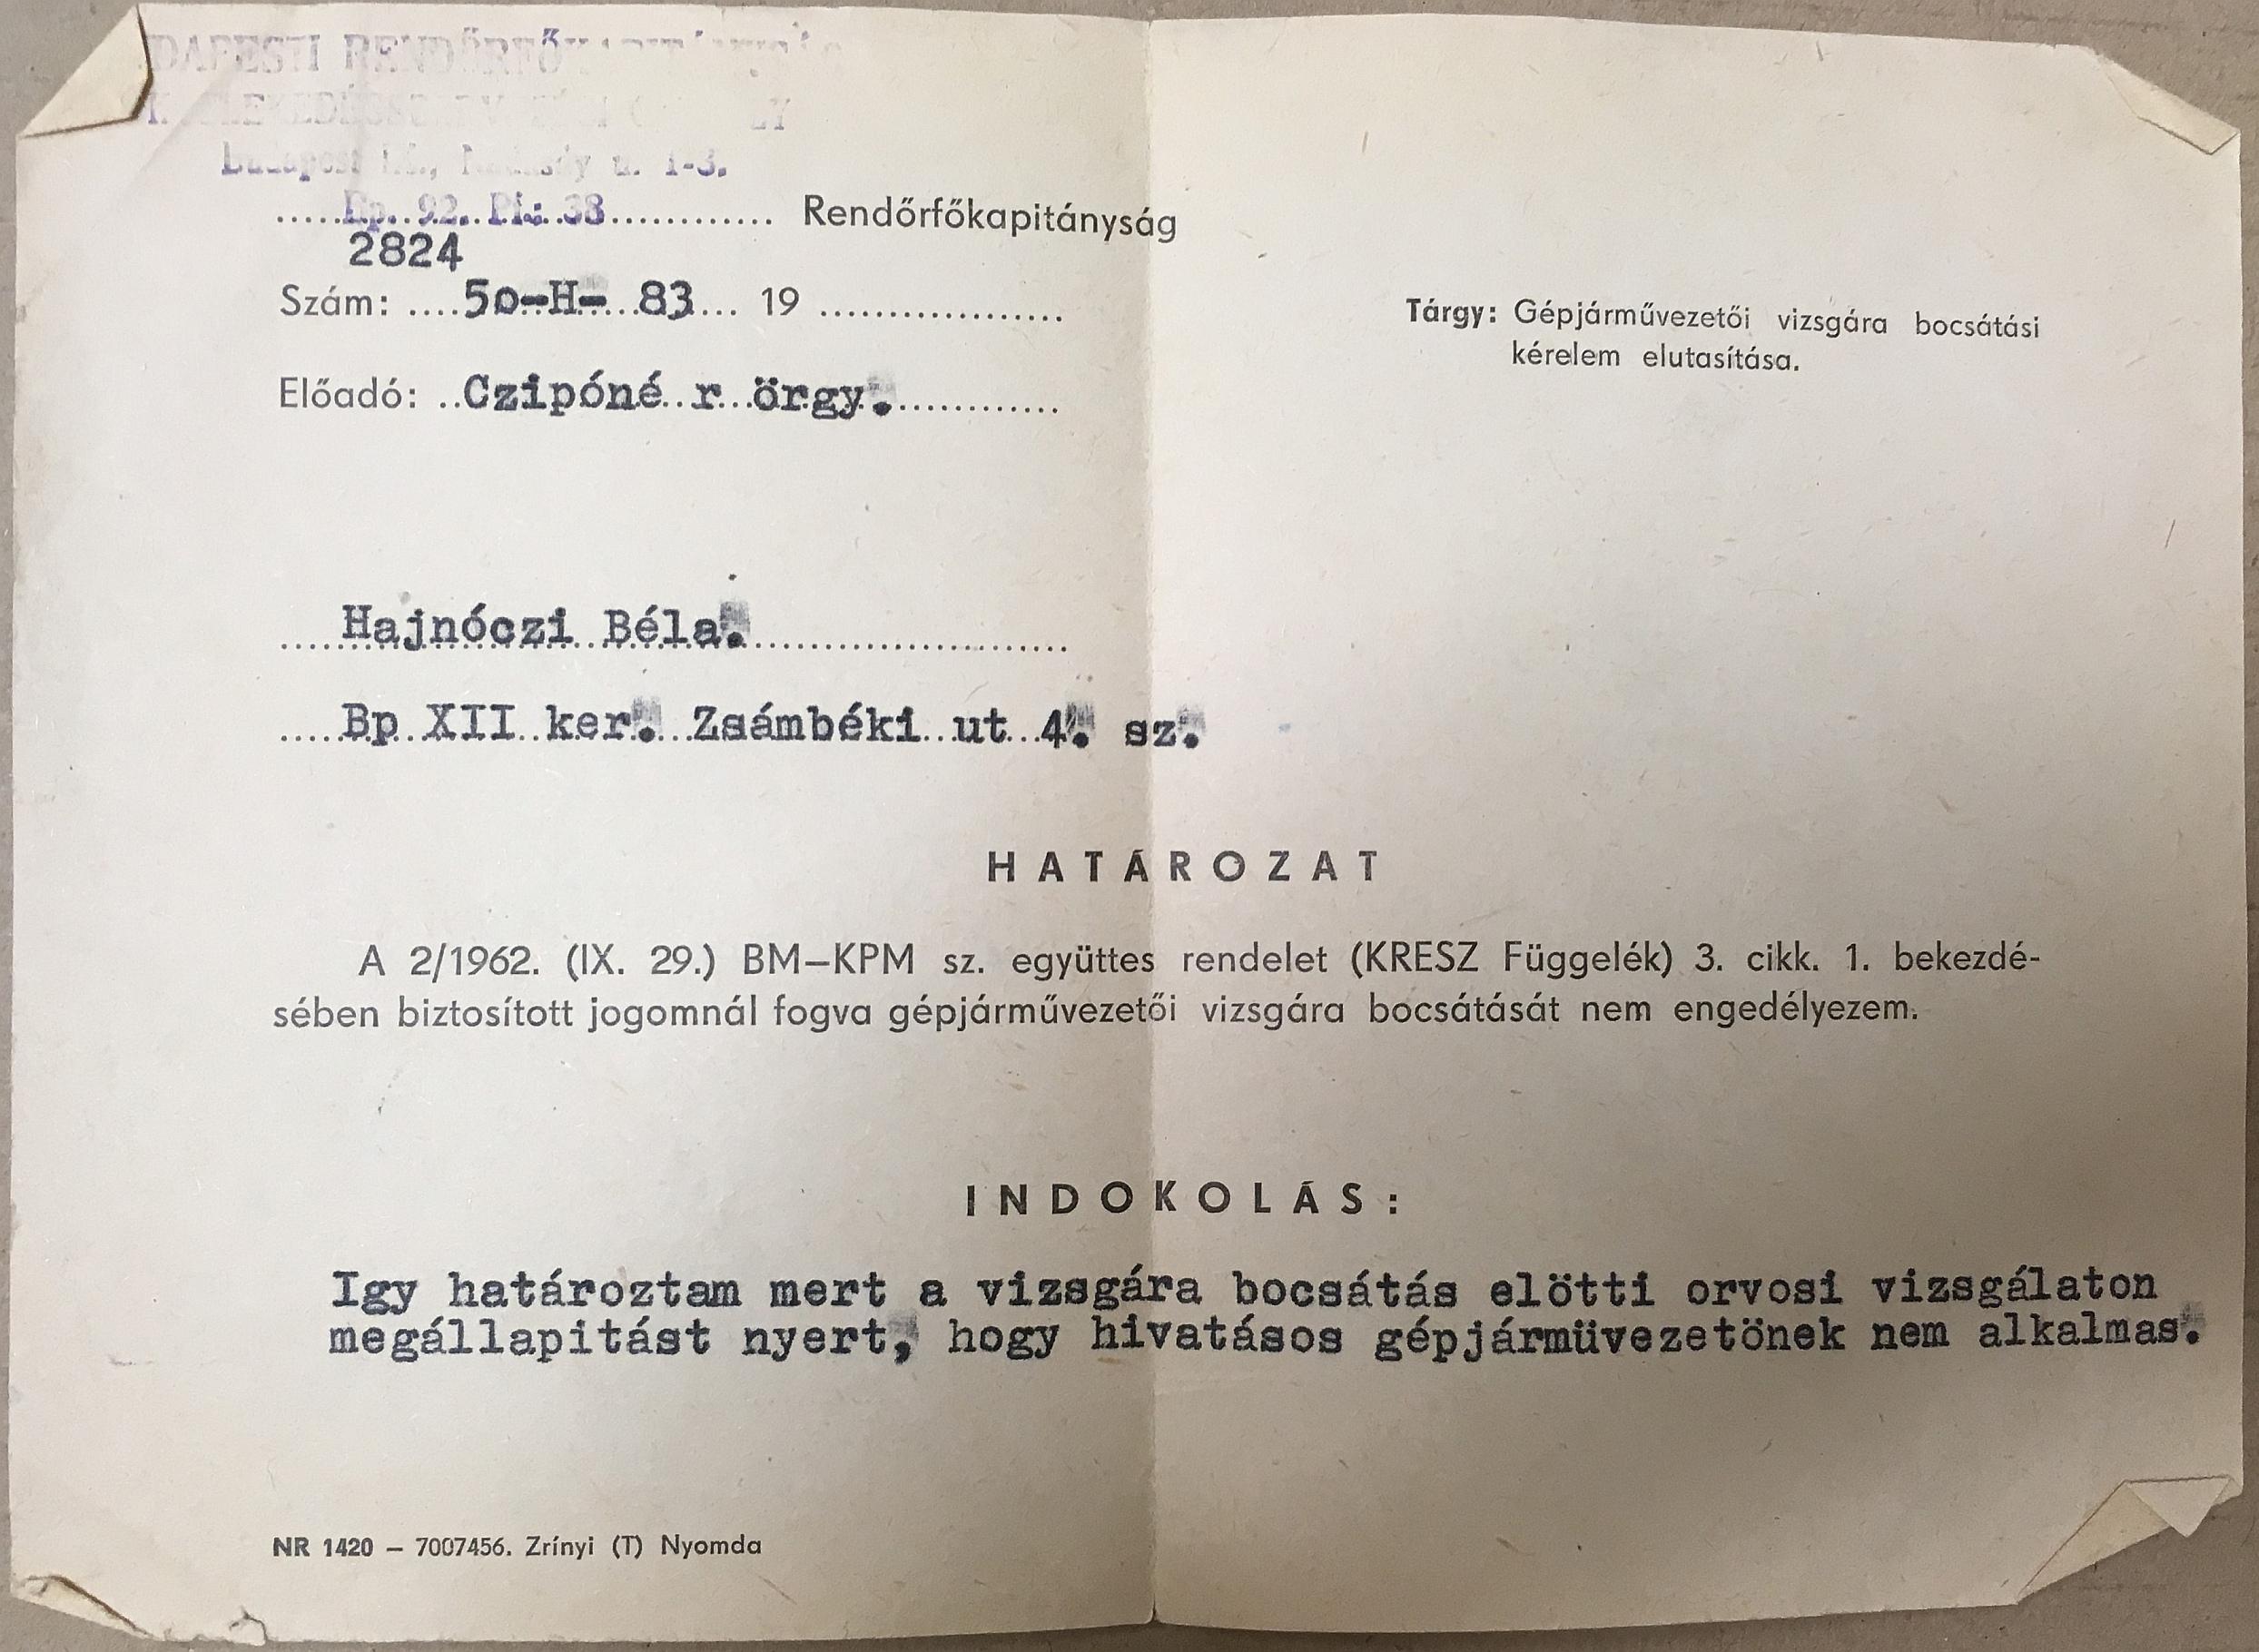 DAPESTI RENDŐRFŐKAPITÁNYSÁG
Budapest u. 1-3.
Bp. 92. Pf.: 38 Rendőrfőkapitányság
2824
Szám: 5o-H- 83 19
Tárgy: Gépjárművezetői vizsgára bocsátási
kérelem elutasítása.
Előadó: Czipóné r örgy.
Hajnóczi Béla.
Bp XII ker. Zsámbéki ut 4. sz.
HATÁROZAT
A 2/1962. (IX. 29.) BM–KPM sz. együttes rendelet (KRESZ Függelék) 3. cikk. 1. bekezdé-
sében biztosított jogomnál fogva gépjárművezetői vizsgára bocsátását nem engedélyezem.
INDOKOLÁS:
Igy határoztam mert a vizsgára bocsátás elötti orvosi vizsgálaton
megállapitást nyert, hogy hivatásos gépjármüvezetönek nem alkalmas.
NR 1420 – 7007456. Zrínyi (T) Nyomda